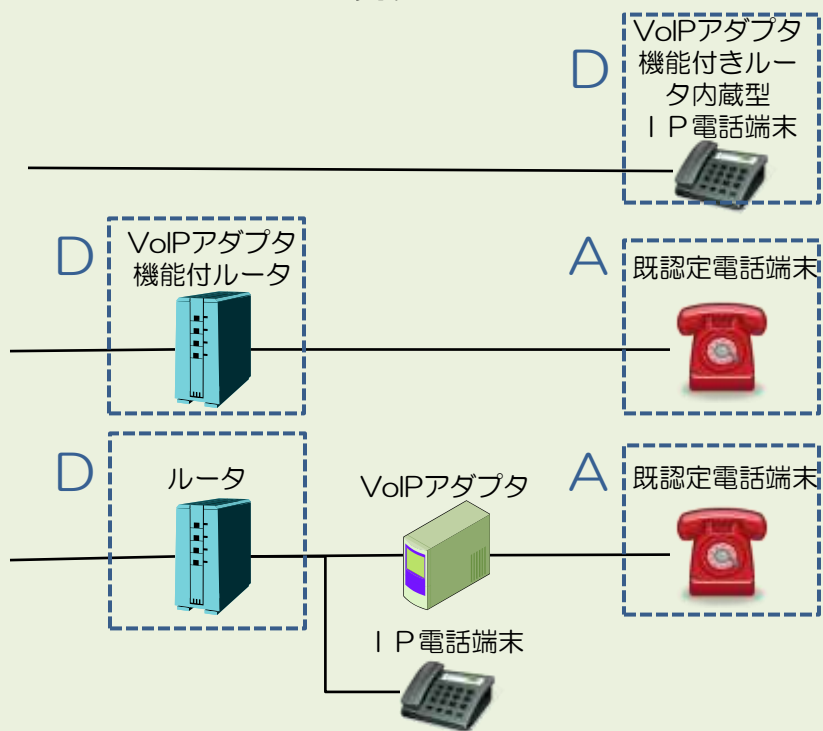 VoIPアダプタ
機能付きルー
タ内蔵型
ＩＰ電話端末
D
D
VoIPアダプタ
機能付ルータ
A
既認定電話端末
D
ルータ
VoIPアダプタ
A
既認定電話端末
ＩＰ電話端末